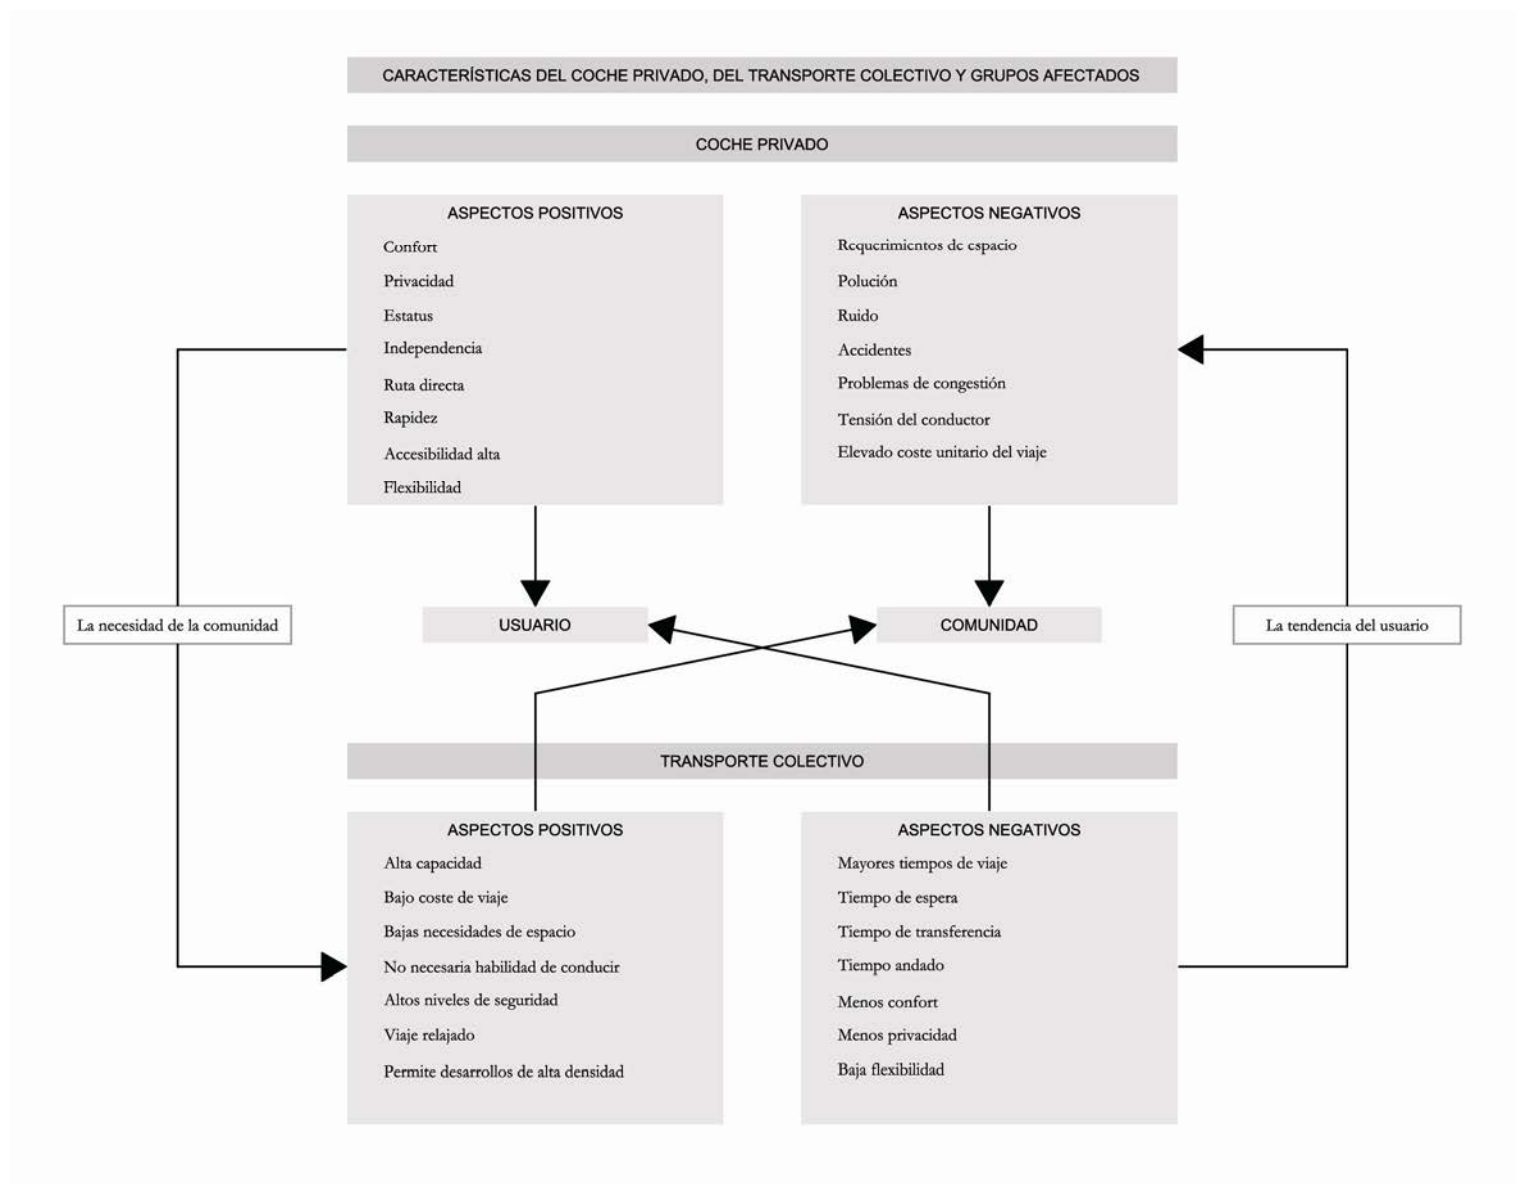 CARACTERÍSTICAS DEL COCHE PRIVADO, DEL TRANSPORTE COLECTIVO Y GRUPOS AFECTADOS
COCHE PRIVADO
ASPECTOS POSITIVOS
Confort
Privacidad
Estatus
Independencia
Ruta directa
Rapidez
Accesibilidad alta
Flexibilidad
ASPECTOS NEGATIVOS
Requerimientos de espacio
Polución
Ruido
Accidentes
Problemas de congestión
Tensión del conductor
Elevado coste unitario del viaje
La necesidad de la comunidad
USUARIO
COMUNIDAD
La tendencia del usuario
TRANSPORTE COLECTIVO
ASPECTOS POSITIVOS
Alta capacidad
Bajo coste de viaje
Bajas necesidades de espacio
No necesaria habilidad de conducir
Altos niveles de seguridad
Viaje relajado
Permite desarrollos de alta densidad
ASPECTOS NEGATIVOS
Mayores tiempos de viaje
Tiempo de espera
Tiempo de transferencia
Tiempo andado
Menos confort
Menos privacidad
Baja flexibilidad